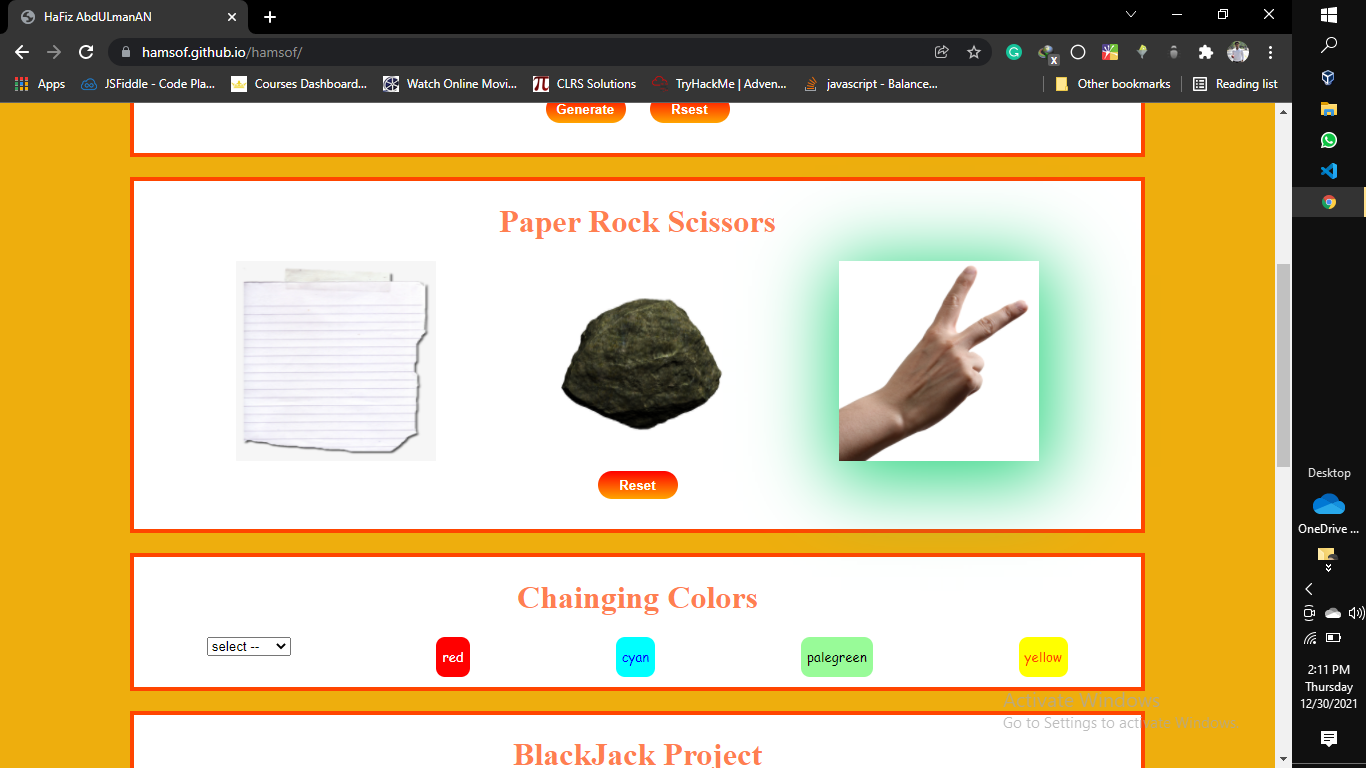 HaFiz AbdULmanAN
hamsof.github.io/hamsof/
Apps
JSFiddle - Code Pla...
Courses Dashboard...
Watch Online Movi...
CLRS Solutions
TryHackMe | Adven...
javascript - Balance...
Other bookmarks
Reading list
Generate
Rsest
Paper Rock Scissors
Reset
Chainging Colors
select --
red
cyan
palegreen
yellow
BlackJack Project
Activate Windows
Go to Settings to activate Windows.
Desktop
OneDrive ...
2:11 PM
Thursday
12/30/2021